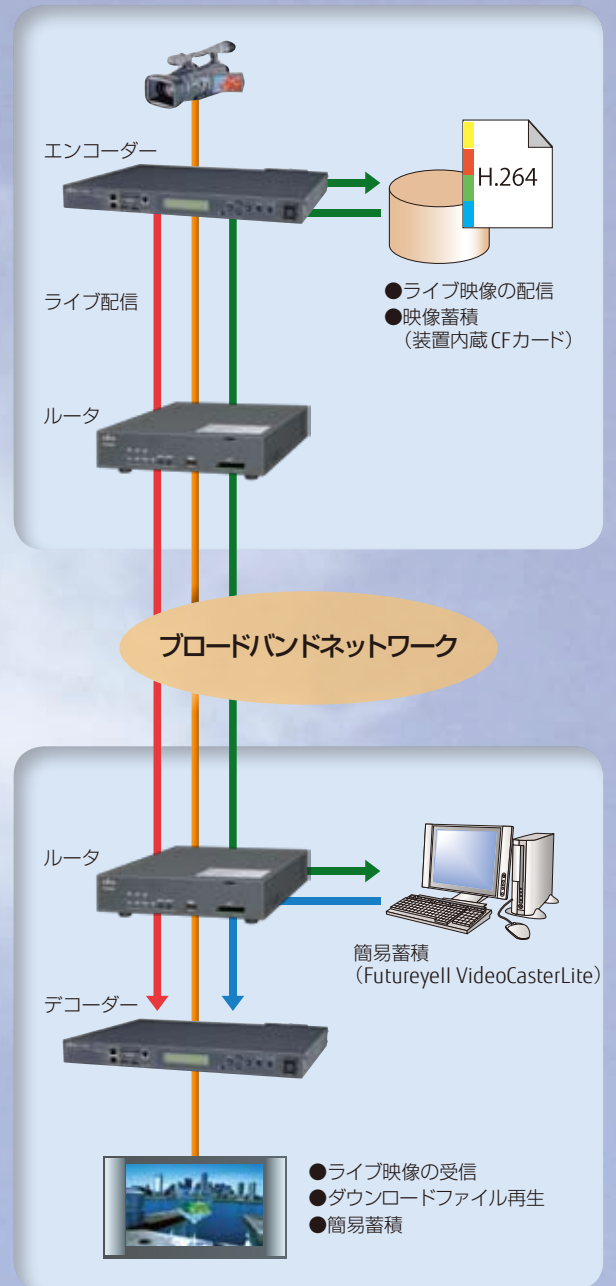 エンコーダー
H.264
ライブ配信
●ライブ映像の配信
●映像蓄積
（装置内蔵CFカード）
ルータ
ブロードバンドネットワーク
ルータ
簡易蓄積
（Futureyell VideoCasterLite）
デコーダー
●ライブ映像の受信
●ダウンロードファイル再生
●簡易蓄積